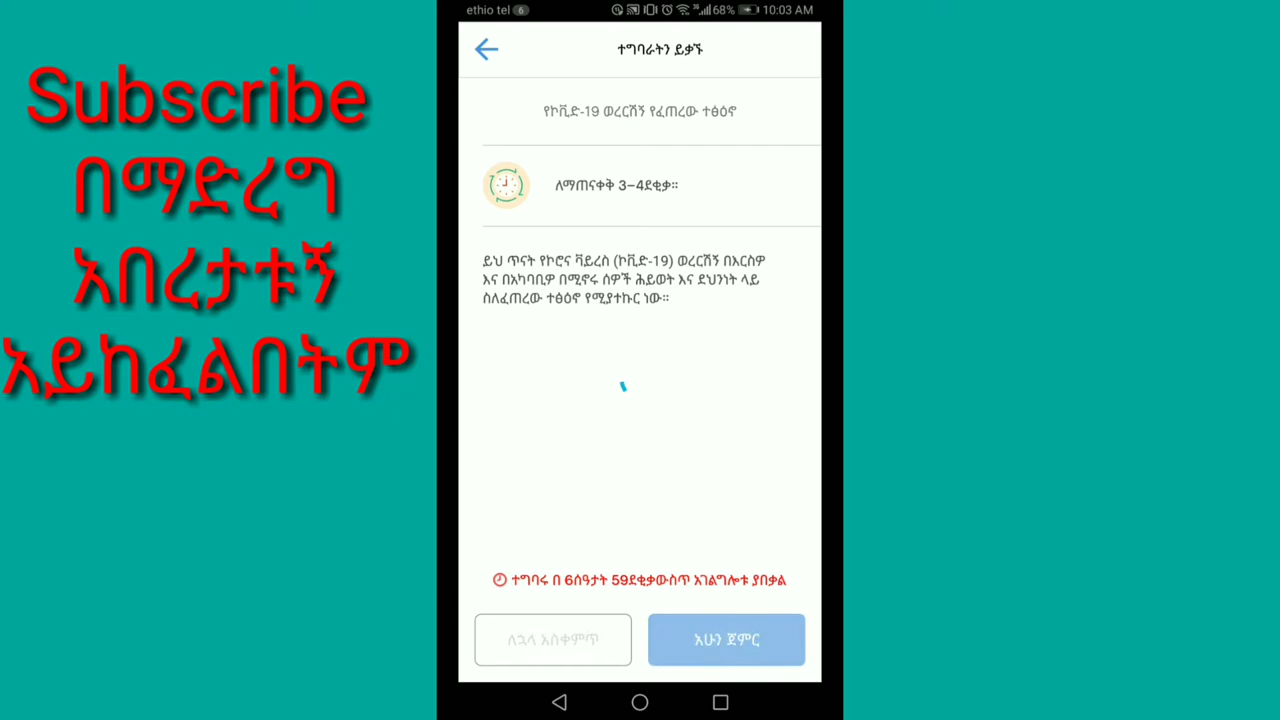 Subscribe
በማድረግ
አበረታቱኝ
አይከፈልበትም
ethio tel 6
3G 68% 10:03 AM
ተግባራትን ይቃኙ
የኮቪድ-19 ወረርሽኝ የፈጠረው ተፅዕኖ
ለማጠናቀቅ 3–4ደቂቃ።
ይህ ጥናት የኮሮና ቫይረስ (ኮቪድ-19) ወረርሽኝ በእርስዎ
እና በአካባቢዎ በሚኖሩ ሰዎች ሕይወት እና ደህንነት ላይ
ስለፈጠረው ተፅዕኖ የሚያተኩር ነው።
ተግባሩ በ 6ሰዓታት 59ደቂቃውስጥ አገልግሎቱ ያበቃል
ለኋላ አስቀምጥ
አሁን ጀምር